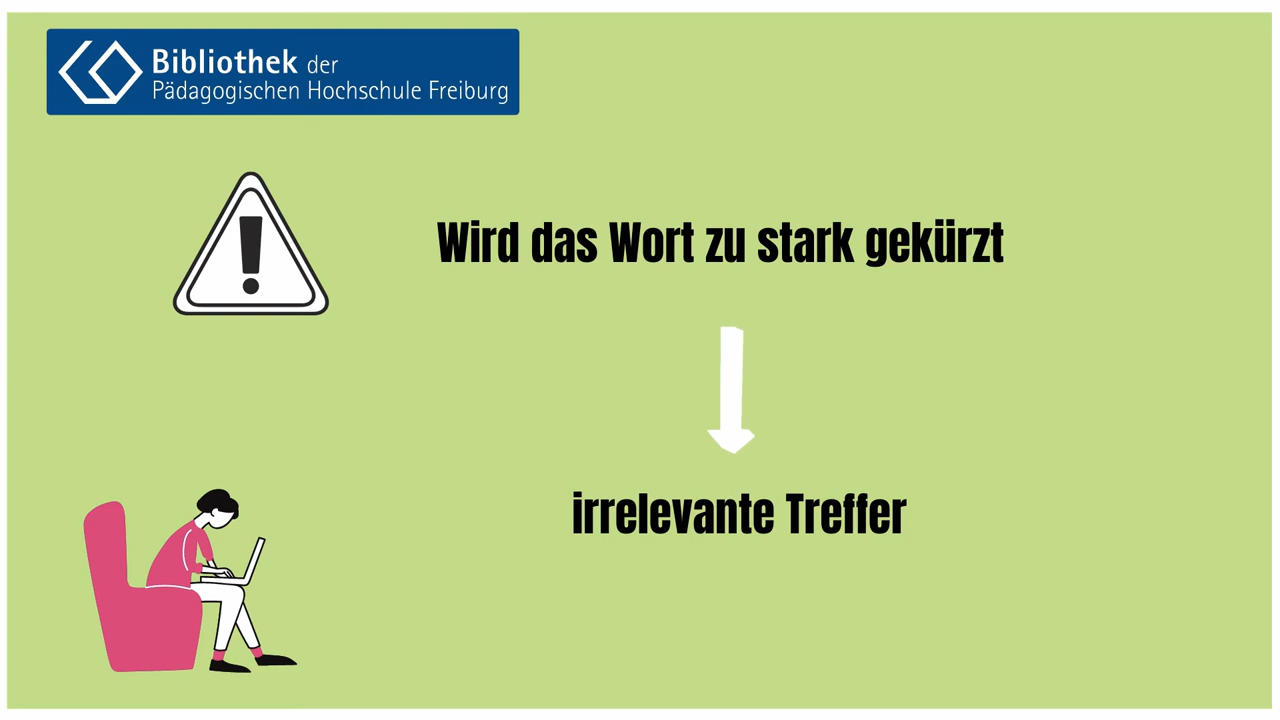 Bibliothek der
Pädagogischen Hochschule Freiburg
Wird das Wort zu stark gekürzt
irrelevante Treffer